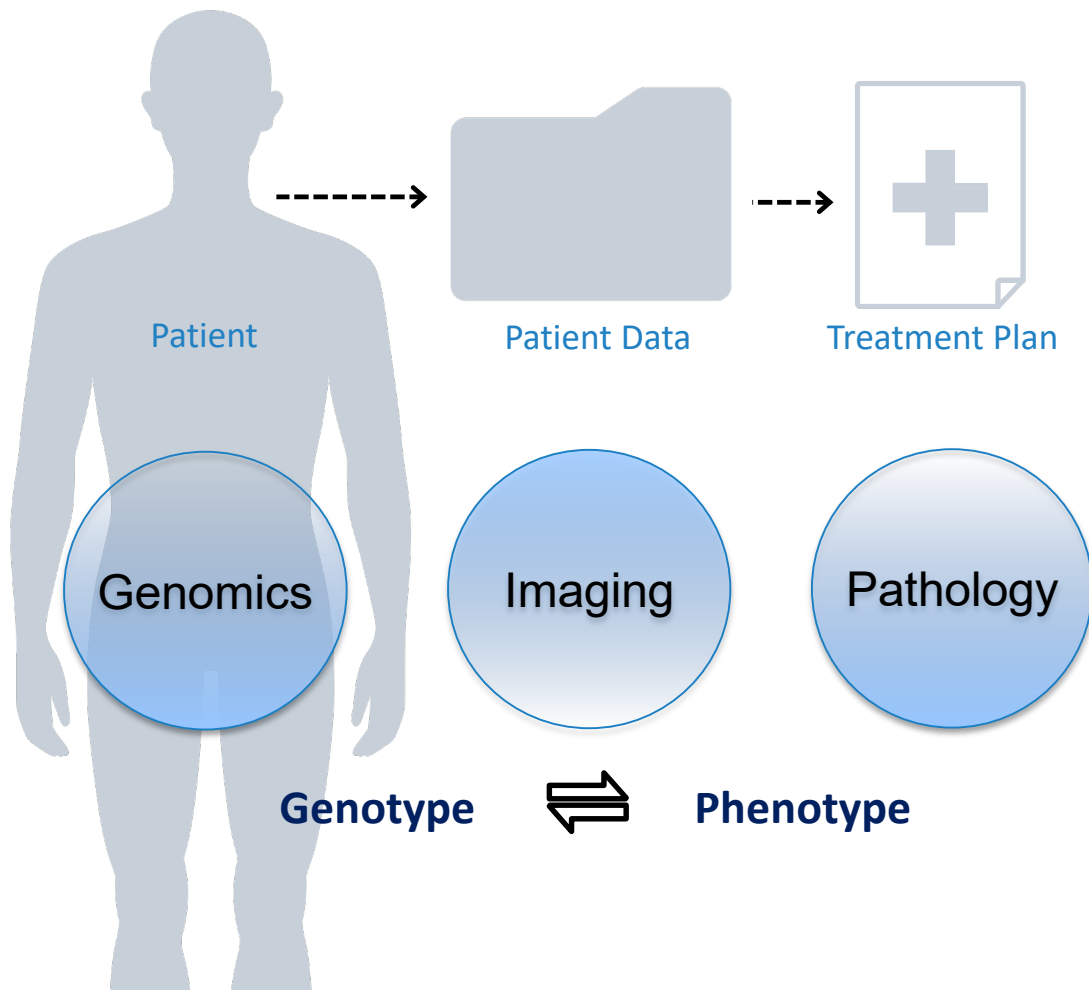 Patient
Patient Data
Treatment Plan
Genomics
Imaging
Pathology
Genotype
Phenotype